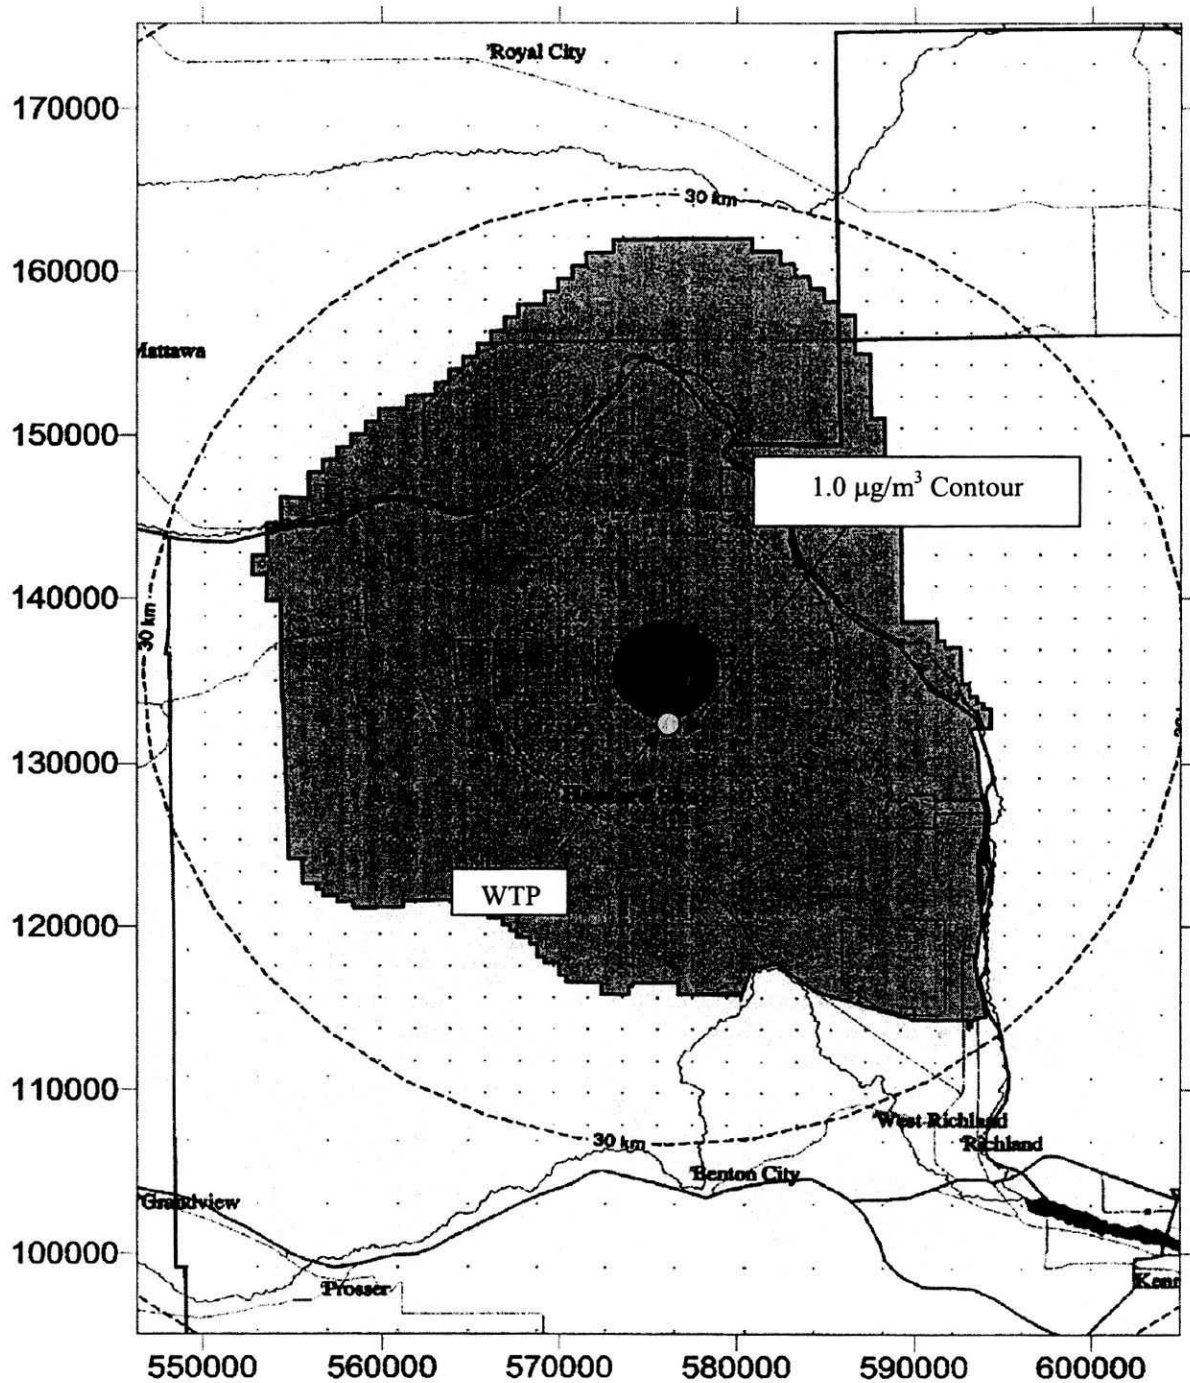 Royal City
170000
30 km
160000
Mattawa
150000
1.0 μg/m³ Contour
140000
30 km
130000
WTP
120000
110000
West Richland
Richland
30 km
Benton City
Grandview
100000
Prosser
Kenn
550000 560000 570000 580000 590000 600000